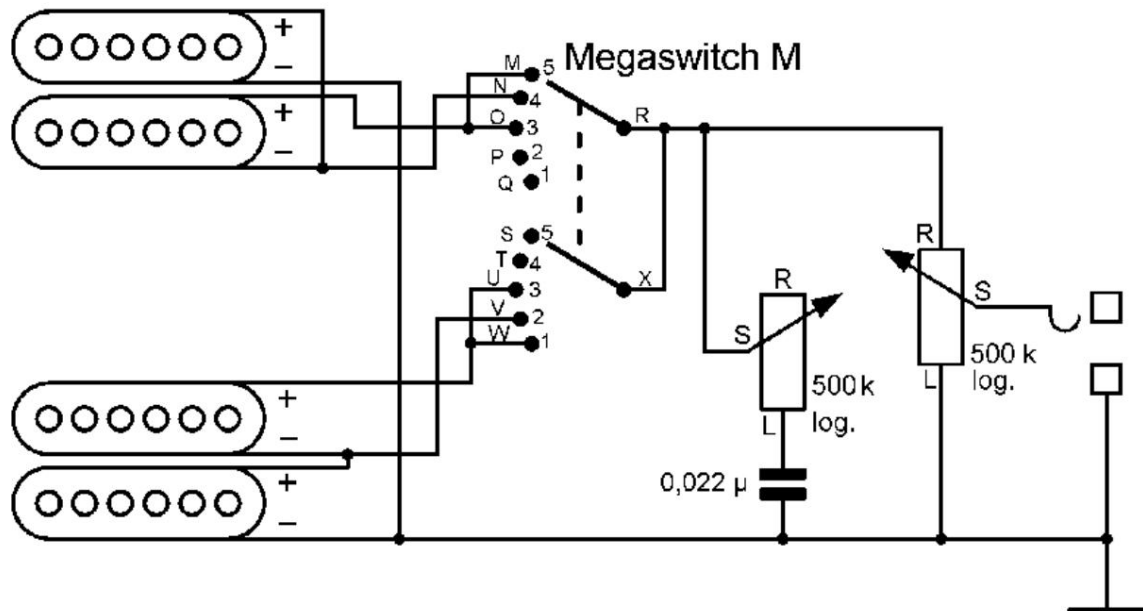 +
−
+
−
Megaswitch M
M 5
N 4
O 3
P 2
Q 1
R
S 5
T 4
U 3
V 2
W 1
X
R
S
500 k
log.
L
R
S
500 k
log.
L
0,022 µ
+
−
+
−